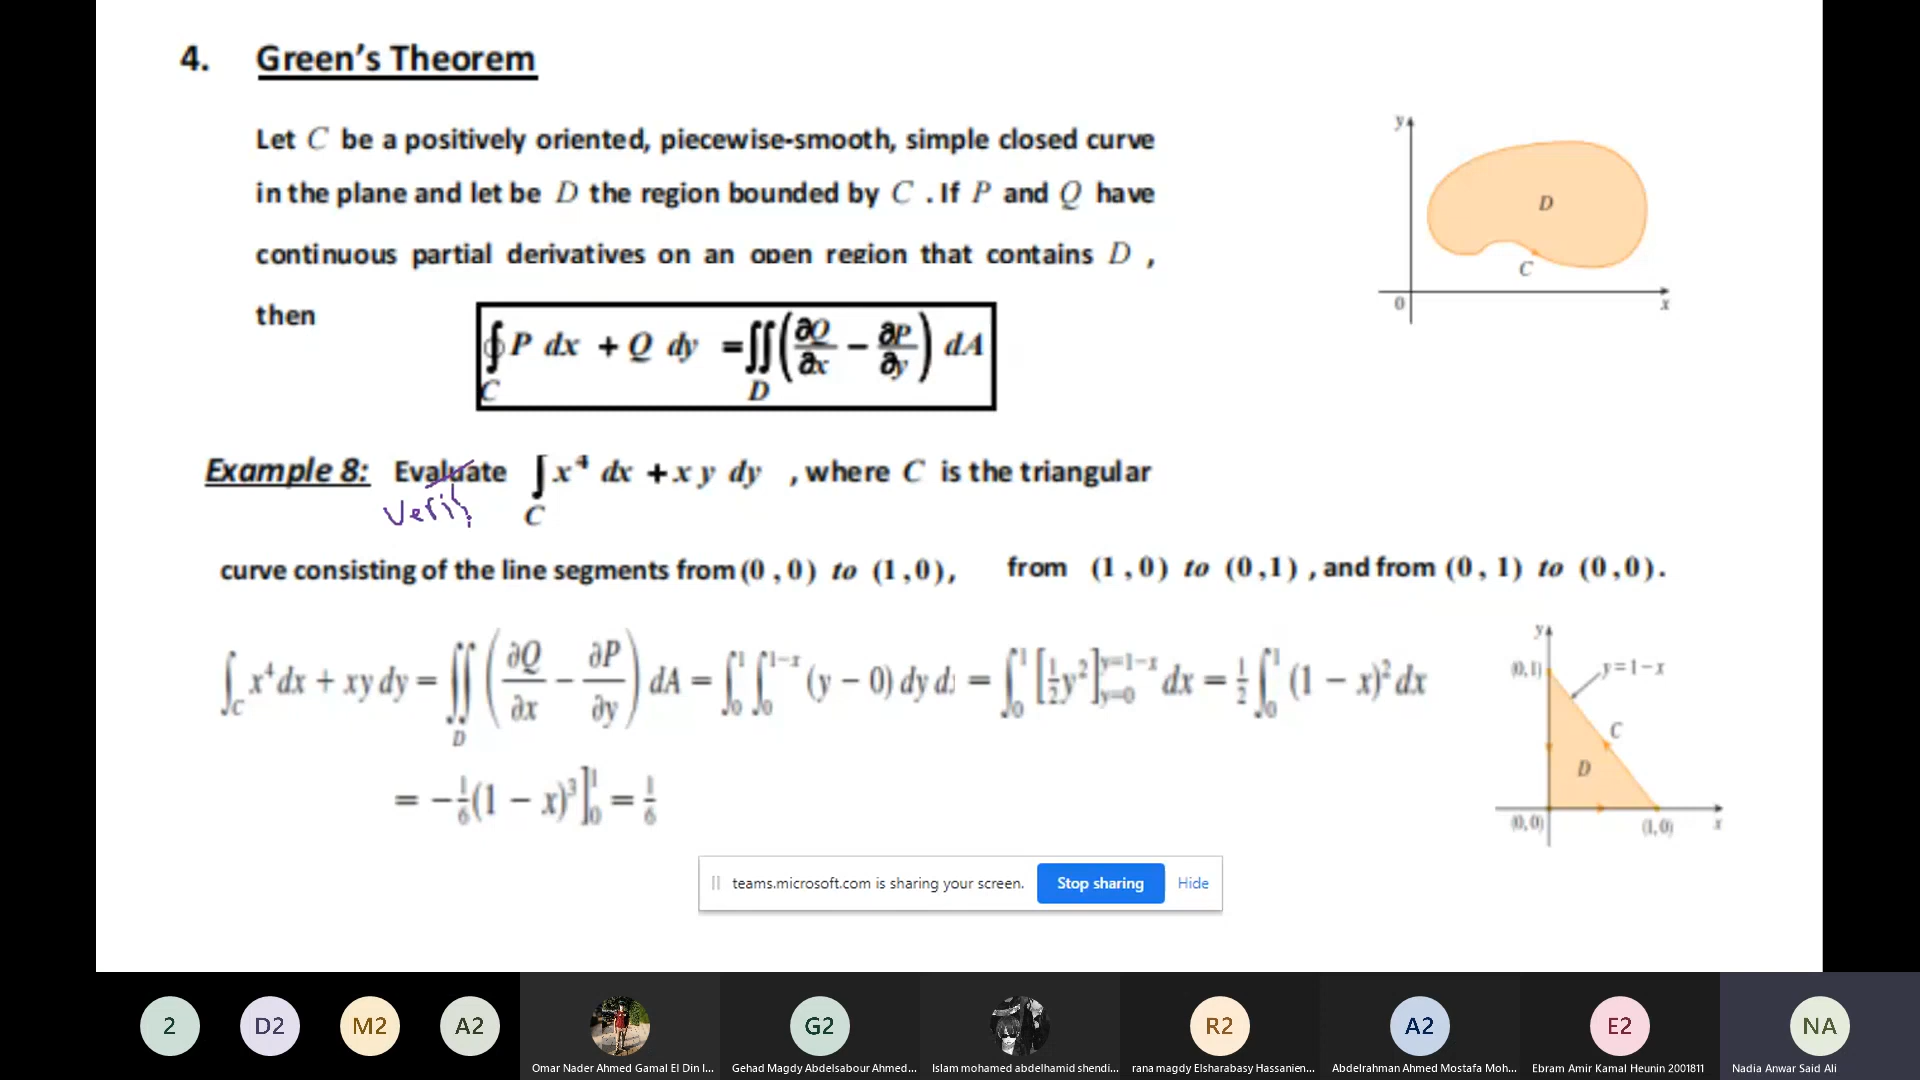 4. Green's Theorem
Let C be a positively oriented, piecewise-smooth, simple closed curve
in the plane and let be D the region bounded by C . If P and Q have
continuous partial derivatives on an open region that contains D ,
then
∮_C P dx + Q dy = ∬_D (∂Q/∂x − ∂P/∂y) dA
y
D
C
0
x
Example 8: Evaluate ∫_C x⁴ dx + x y dy , where C is the triangular
curve consisting of the line segments from (0 , 0) to (1 ,0), from (1 , 0) to (0 ,1) , and from (0 , 1) to (0 ,0).
∫_C x⁴ dx + xy dy = ∬_D (∂Q/∂x − ∂P/∂y) dA = ∫₀¹ ∫₀^{1−x} (y − 0) dy d = ∫₀¹ [½y²]_{y=0}^{y=1−x} dx = ½ ∫₀¹ (1 − x)² dx
= −⅙(1 − x)³]₀¹ = ⅙
y
(0, 1)
y=1−x
C
D
(0, 0)
(1, 0)
x
teams.microsoft.com is sharing your screen. Stop sharing Hide
2 D2 M2 A2 G2 R2 A2 E2 NA
Omar Nader Ahmed Gamal El Din I...
Gehad Magdy Abdelsabour Ahmed...
Islam mohamed abdelhamid shendi...
rana magdy Elsharabasy Hassanien...
Abdelrahman Ahmed Mostafa Moh...
Ebram Amir Kamal Heunin 2001811
Nadia Anwar Said Ali